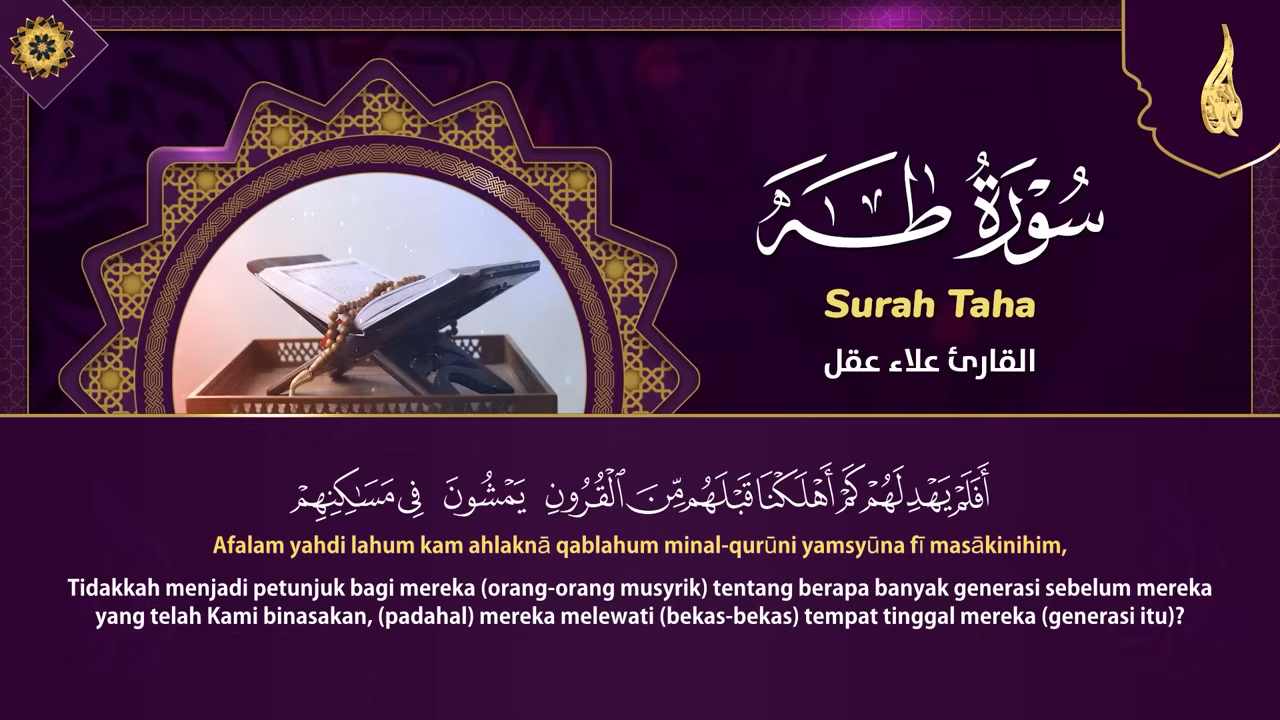 سُوْرَةُ طٰهٰ
Surah Taha
القارئ علاء عقل
أَفَلَمْ يَهْدِ لَهُمْ كَمْ أَهْلَكْنَا قَبْلَهُم مِّنَ ٱلْقُرُونِ يَمْشُونَ فِى مَسَٰكِنِهِمْ
Afalam yahdi lahum kam ahlaknā qablahum minal-qurūni yamsyūna fī masākinihim,
Tidakkah menjadi petunjuk bagi mereka (orang-orang musyrik) tentang berapa banyak generasi sebelum mereka
yang telah Kami binasakan, (padahal) mereka melewati (bekas-bekas) tempat tinggal mereka (generasi itu)?